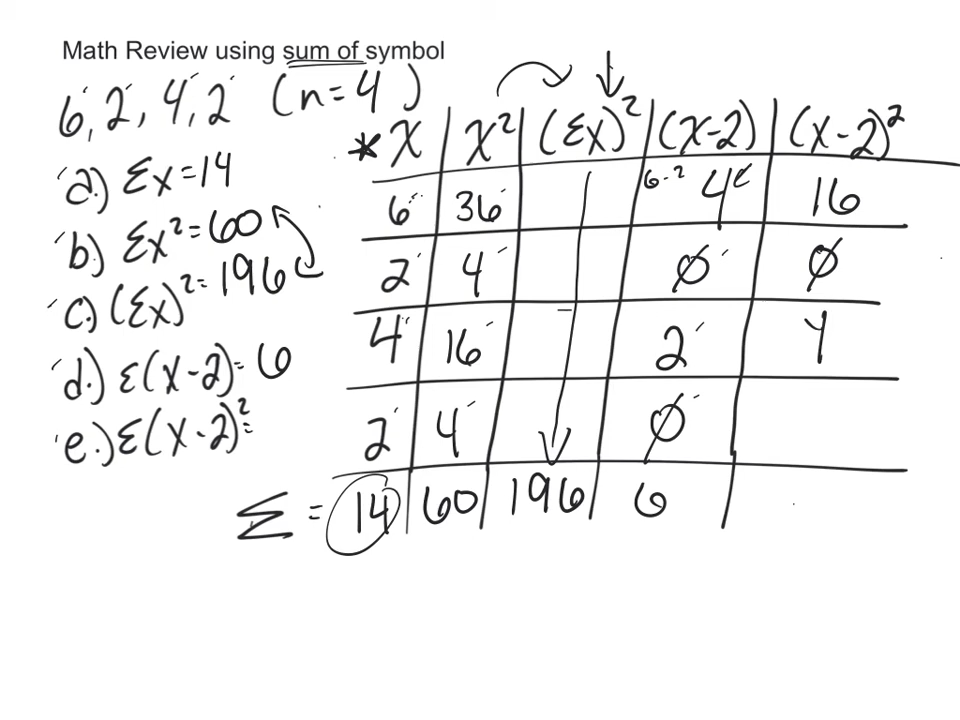 Math Review using sum of symbol
6, 2, 4, 2 (n=4)
a.) Σx=14
b.) Σx²=60
c.) (Σx)²=196
d.) Σ(x-2)=6
e.) Σ(x-2)²=
* X | X² | (Σx)² | (x-2) | (x-2)²
6 | 36 | | 6-2 4 | 16
2 | 4 | | 0 | 0
4 | 16 | | 2 | 4
2 | 4 | | 0 |
Σ = 14 | 60 | 196 | 6 |